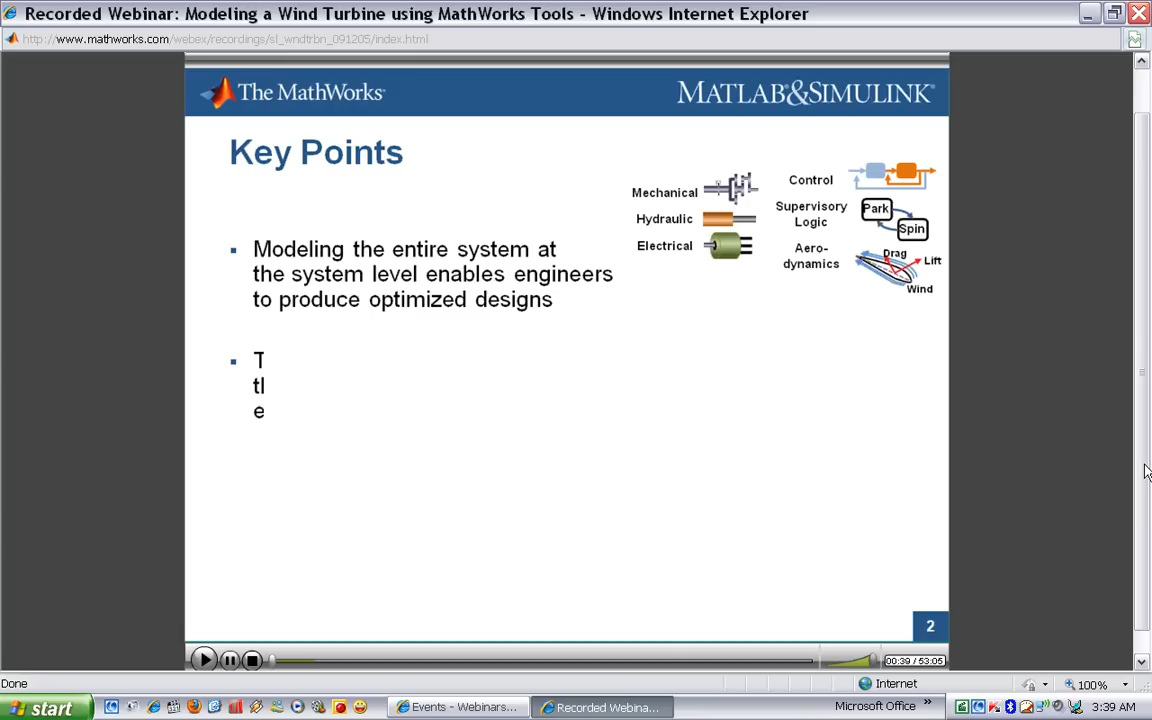 Recorded Webinar: Modeling a Wind Turbine using MathWorks Tools - Windows Internet Explorer
http://www.mathworks.com/webex/recordings/sl_wndtrbn_091205/index.html
The MathWorks
MATLAB&SIMULINK
Key Points
Mechanical
Hydraulic
Electrical
Control
Supervisory
Logic
Park
Spin
Aero-
dynamics
Drag
Lift
Wind
▪ Modeling the entire system at
the system level enables engineers
to produce optimized designs
▪ T
tl
e
2
00:39 / 53:05
Done
Internet
100%
start
Events - Webinars...
Recorded Webina...
Microsoft Office
3:39 AM